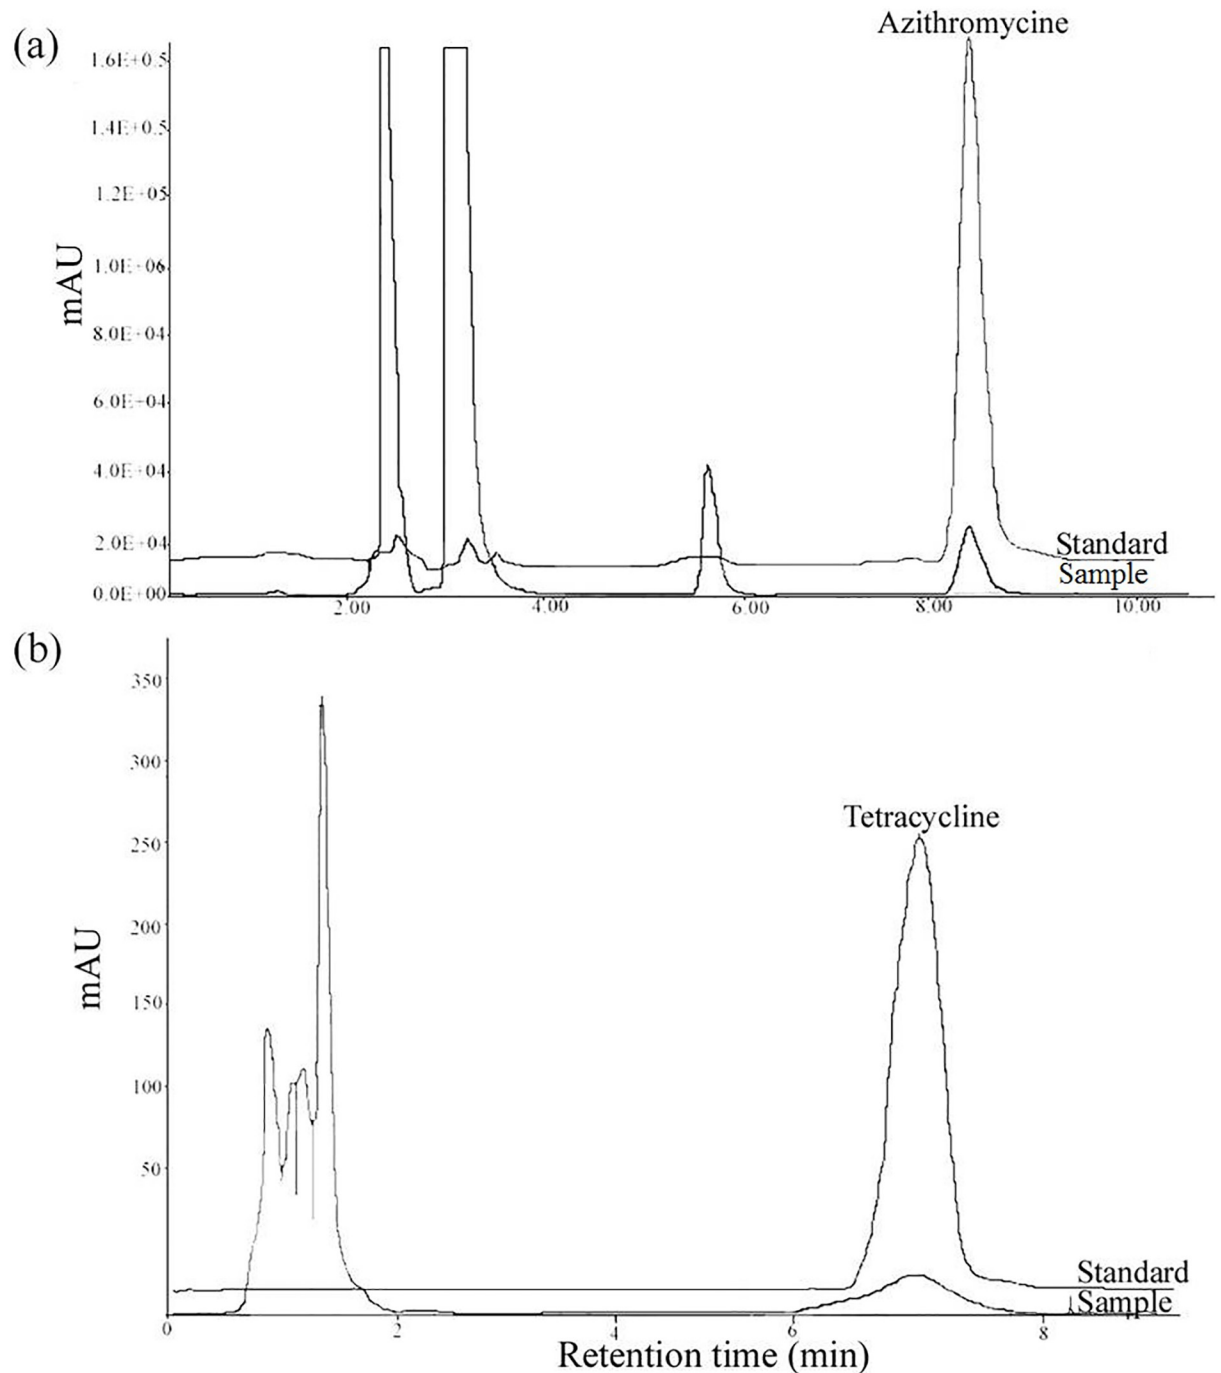 (a)
Azithromycine
1.6E+0.5
1.4E+0.5
1.2E+05
1.0E+06
8.0E+04
6.0E+04
4.0E+04
2.0E+04
0.0E+00
mAU
Standard
Sample
2:00 4:00 6:00 8:00 10:00
(b)
350
300
250
200
150
100
50
mAU
Tetracycline
Standard
Sample
0 2 4 6 8
Retention time (min)